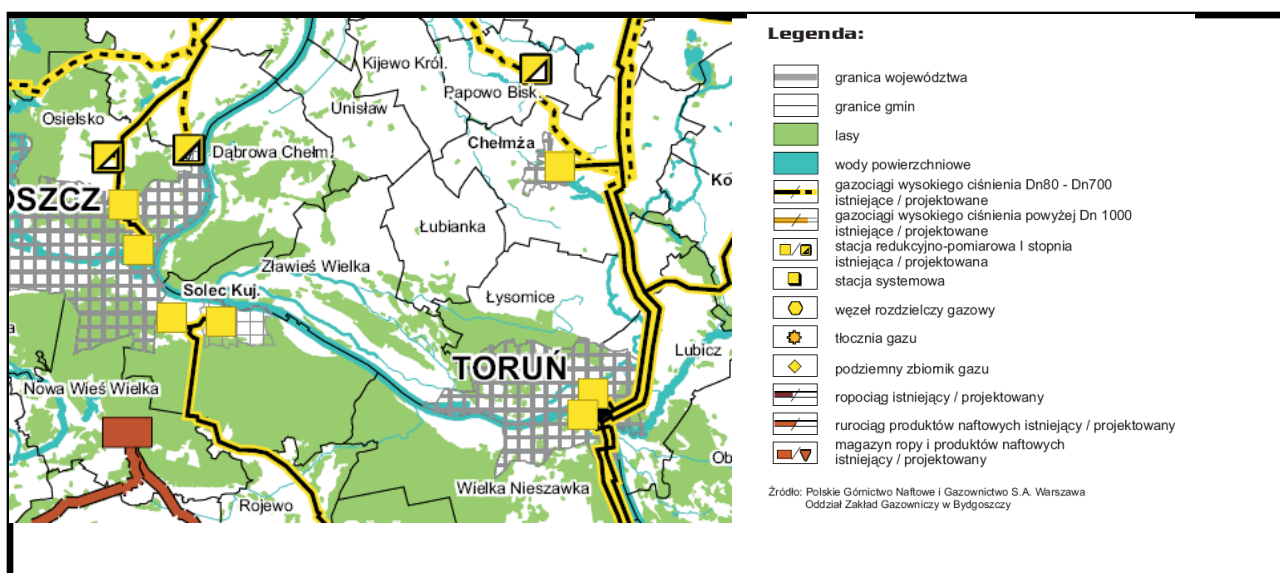 Kijewo Król.
Papowo Bisk.
Unisław
Osielsko
Chełmża
Dąbrowa Chełm.
Ko
OSZCZ
Łubianka
Zławieś Wielka
Solec Kuj.
Łysomice
a
Lubicz
TORUŃ
Nowa Wieś Wielka
Ob
Wielka Nieszawka
Rojewo
Legenda:
granica województwa
granice gmin
lasy
wody powierzchniowe
gazociągi wysokiego ciśnienia Dn80 - Dn700
istniejące / projektowane
gazociągi wysokiego ciśnienia powyżej Dn 1000
istniejące / projektowane
stacja redukcyjno-pomiarowa I stopnia
istniejąca / projektowana
stacja systemowa
węzeł rozdzielczy gazowy
tłocznia gazu
podziemny zbiornik gazu
ropociąg istniejący / projektowany
rurociąg produktów naftowych istniejący / projektowany
magazyn ropy i produktów naftowych
istniejący / projektowany
Źródło: Polskie Górnictwo Naftowe i Gazownictwo S.A. Warszawa
Oddział Zakład Gazowniczy w Bydgoszczy